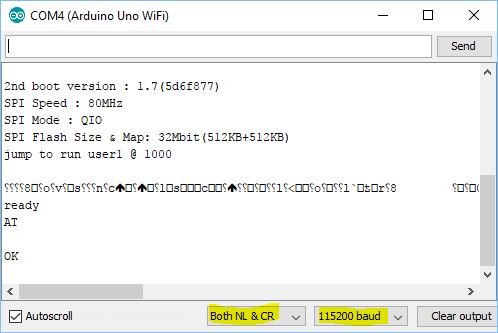 COM4 (Arduino Uno WiFi)
Send
2nd boot version : 1.7(5d6f877)
SPI Speed : 80MHz
SPI Mode : QIO
SPI Flash Size & Map: 32Mbit(512KB+512KB)
jump to run user1 @ 1000
ready
AT
OK
Autoscroll
Both NL & CR
115200 baud
Clear output